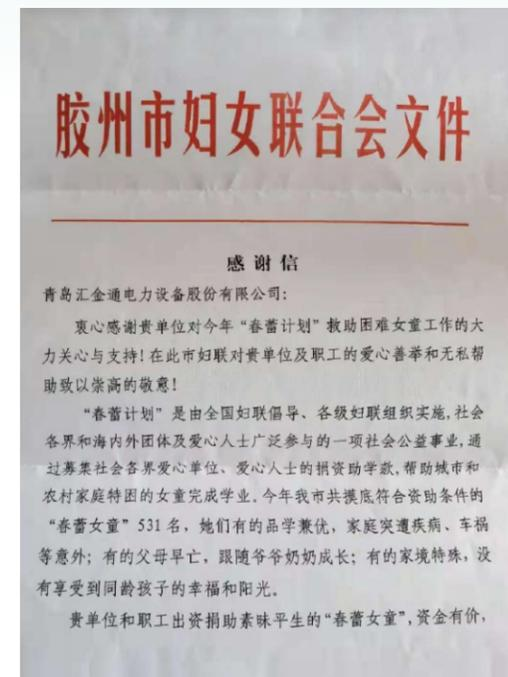 胶州市妇女联合会文件
感谢信
青岛汇金通电力设备股份有限公司：
衷心感谢贵单位对今年“春蕾计划”救助困难女童工作的大
力关心与支持！在此市妇联对贵单位及职工的爱心善举和无私帮
助致以崇高的敬意！
“春蕾计划”是由全国妇联倡导、各级妇联组织实施，社会
各界和海内外团体及爱心人士广泛参与的一项社会公益事业，通
过募集社会各界爱心单位、爱心人士的捐资助学款，帮助城市和
农村家庭特困的女童完成学业。今年我市共摸底符合资助条件的
“春蕾女童”531名，她们有的品学兼优，家庭突遭疾病、车祸
等意外；有的父母早亡，跟随爷爷奶奶成长；有的家境特殊，没
有享受到同龄孩子的幸福和阳光。
贵单位和职工出资捐助素昧平生的“春蕾女童”，资金有价，